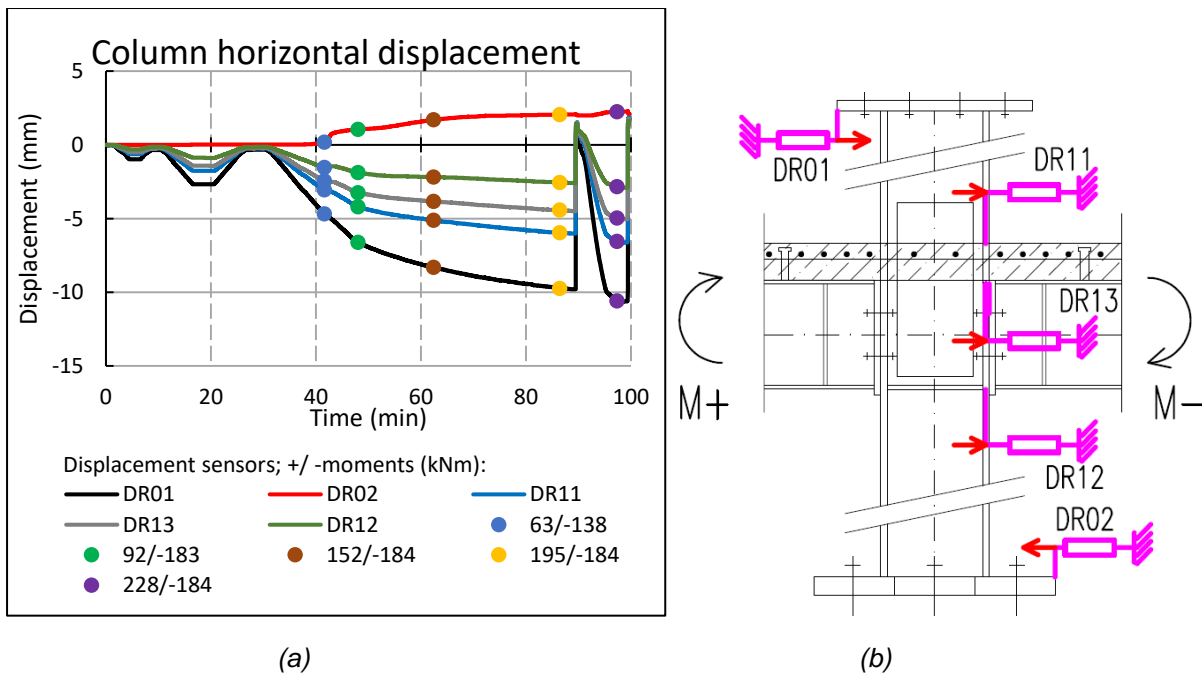 Column horizontal displacement
Displacement (mm)
5
0
-5
-10
-15
0 20 40 60 80 100
Time (min)
Displacement sensors; +/ -moments (kNm):
DR01 DR02 DR11
DR13 DR12 63/-138
92/-183 152/-184 195/-184
228/-184
(a)
DR01
DR11
DR13
M+ M-
DR12
DR02
(b)